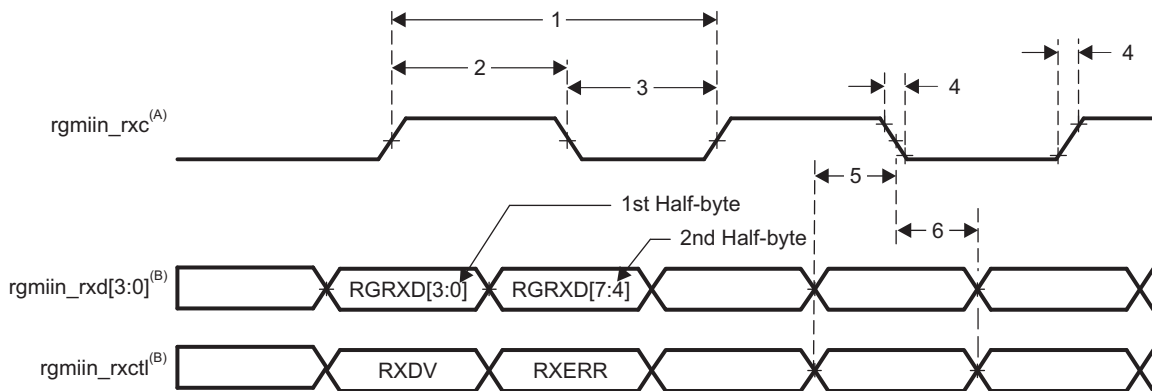 1
2
3
4
4
rgmiin_rxc(A)
5
1st Half-byte
6
2nd Half-byte
rgmiin_rxd[3:0](B)
RGRXD[3:0]
RGRXD[7:4]
rgmiin_rxctl(B)
RXDV
RXERR